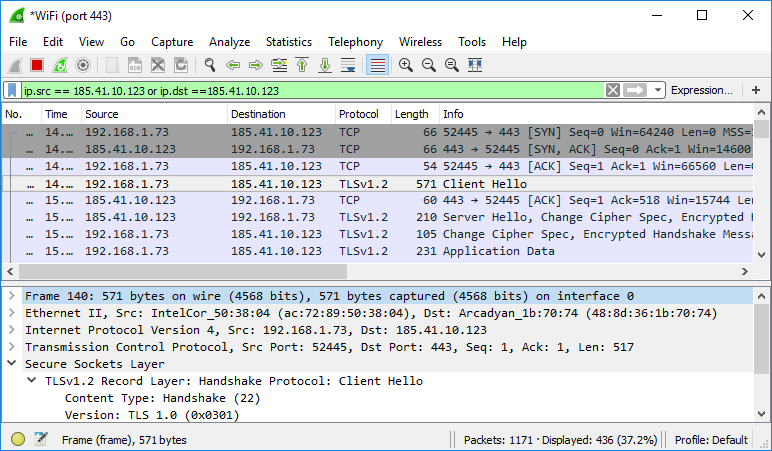 *WiFi (port 443)
File Edit View Go Capture Analyze Statistics Telephony Wireless Tools Help
ip.src == 185.41.10.123 or ip.dst ==185.41.10.123 Expression... +
No. Time Source Destination Protocol Length Info
... 14.... 192.168.1.73 185.41.10.123 TCP 66 52445 → 443 [SYN] Seq=0 Win=64240 Len=0 MSS=
... 14.... 185.41.10.123 192.168.1.73 TCP 66 443 → 52445 [SYN, ACK] Seq=0 Ack=1 Win=14600
... 14.... 192.168.1.73 185.41.10.123 TCP 54 52445 → 443 [ACK] Seq=1 Ack=1 Win=66560 Len=
... 14.... 192.168.1.73 185.41.10.123 TLSv1.2 571 Client Hello
... 15.... 185.41.10.123 192.168.1.73 TCP 60 443 → 52445 [ACK] Seq=1 Ack=518 Win=15744 Len
... 15.... 185.41.10.123 192.168.1.73 TLSv1.2 210 Server Hello, Change Cipher Spec, Encrypted H
... 15.... 192.168.1.73 185.41.10.123 TLSv1.2 105 Change Cipher Spec, Encrypted Handshake Mess
... 15.... 192.168.1.73 185.41.10.123 TLSv1.2 231 Application Data
Frame 140: 571 bytes on wire (4568 bits), 571 bytes captured (4568 bits) on interface 0
Ethernet II, Src: IntelCor_50:38:04 (ac:72:89:50:38:04), Dst: Arcadyan_1b:70:74 (48:8d:36:1b:70:74)
Internet Protocol Version 4, Src: 192.168.1.73, Dst: 185.41.10.123
Transmission Control Protocol, Src Port: 52445, Dst Port: 443, Seq: 1, Ack: 1, Len: 517
Secure Sockets Layer
TLSv1.2 Record Layer: Handshake Protocol: Client Hello
Content Type: Handshake (22)
Version: TLS 1.0 (0x0301)
Frame (frame), 571 bytes Packets: 1171 · Displayed: 436 (37.2%) Profile: Default